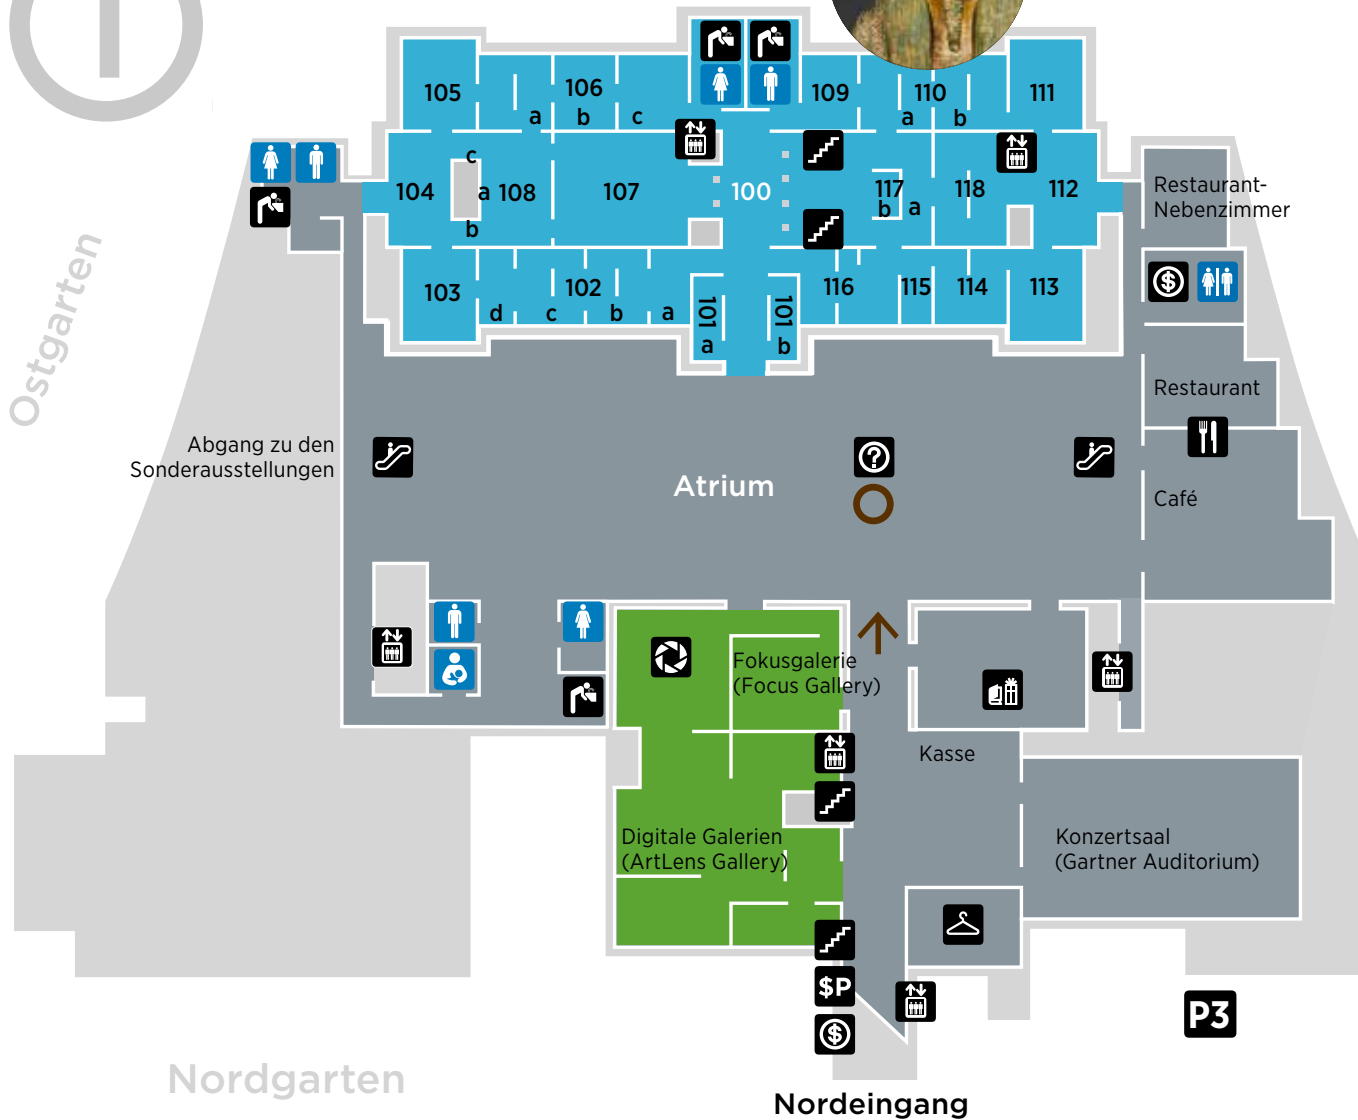 1
105
106
a
b
c
109
110
a
b
111
104
c
a
b
108
107
100
117
b
a
118
112
Restaurant-
Nebenzimmer
103
102
d
c
b
a
101
a
101
b
116
115
114
113
$
Ostgarten
Restaurant
Abgang zu den
Sonderausstellungen
Atrium
?
Café
Fokusgalerie
(Focus Gallery)
Kasse
Digitale Galerien
(ArtLens Gallery)
Konzertsaal
(Gartner Auditorium)
$P
$
P3
Nordgarten
Nordeingang